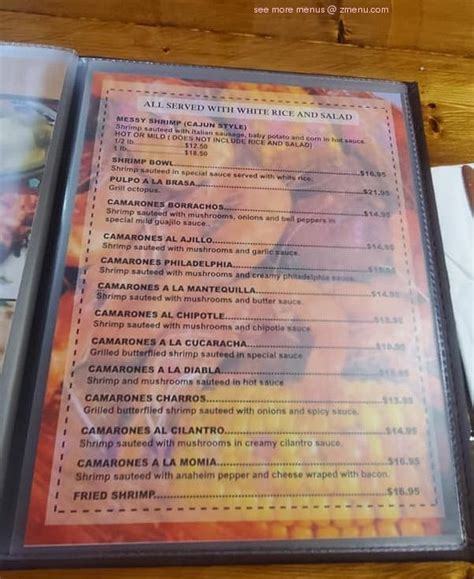 see more menus @ zmenu.com
ALL SERVED WITH WHITE RICE AND SALAD
MESSY SHRIMP (CAJUN STYLE)
Shrimp sauteed with italian sausage, baby potato and corn in hot sauce
HOT OR MILD ( DOES NOT INCLUDE RICE AND SALAD)
1/2 lb............$12.50
1 lb..............$18.50
SHRIMP BOWL..........$16.95
Shrimp sauteed in special sauce served with whits rice.
PULPO A LA BRASA..........$21.95
Grill octopus.
CAMARONES BORRACHOS..........$14.95
Shrimp sauteed with mushrooms, onions and bell peppers in
special mild guajilo sauce
CAMARONES AL AJILLO..........$14.95
Shrimp sauteed with mushrooms and garlic sauce.
CAMARONES PHILADELPHIA..........
Shrimp sauteed with mushrooms and creamy philadelphia sauce
CAMARONES A LA MANTEQUILLA..........$14.95
Shrimp sauteed with mushrooms and butter sauce.
CAMARONES AL CHIPOTLE..........
Shrimp sauteed with mushrooms and chipotle sauce.
CAMARONES A LA CUCARACHA..........
Grilled butterflied shrimp sauteed in special sauce
CAMARONES A LA DIABLA..........
Shrimp and mushrooms sauteed in hot sauce
CAMARONES CHARROS..........
Grilled butterflied shrimp sauteed with onions and spicy sauce.
CAMARONES AL CILANTRO..........$14.95
Shrimp sauteed with mushrooms in creamy cilantro sauce.
CAMARONES A LA MOMIA..........$16.95
Shrimp sauteed with anaheim pepper and cheese wraped with bacon.
FRIED SHRIMP..........$16.95